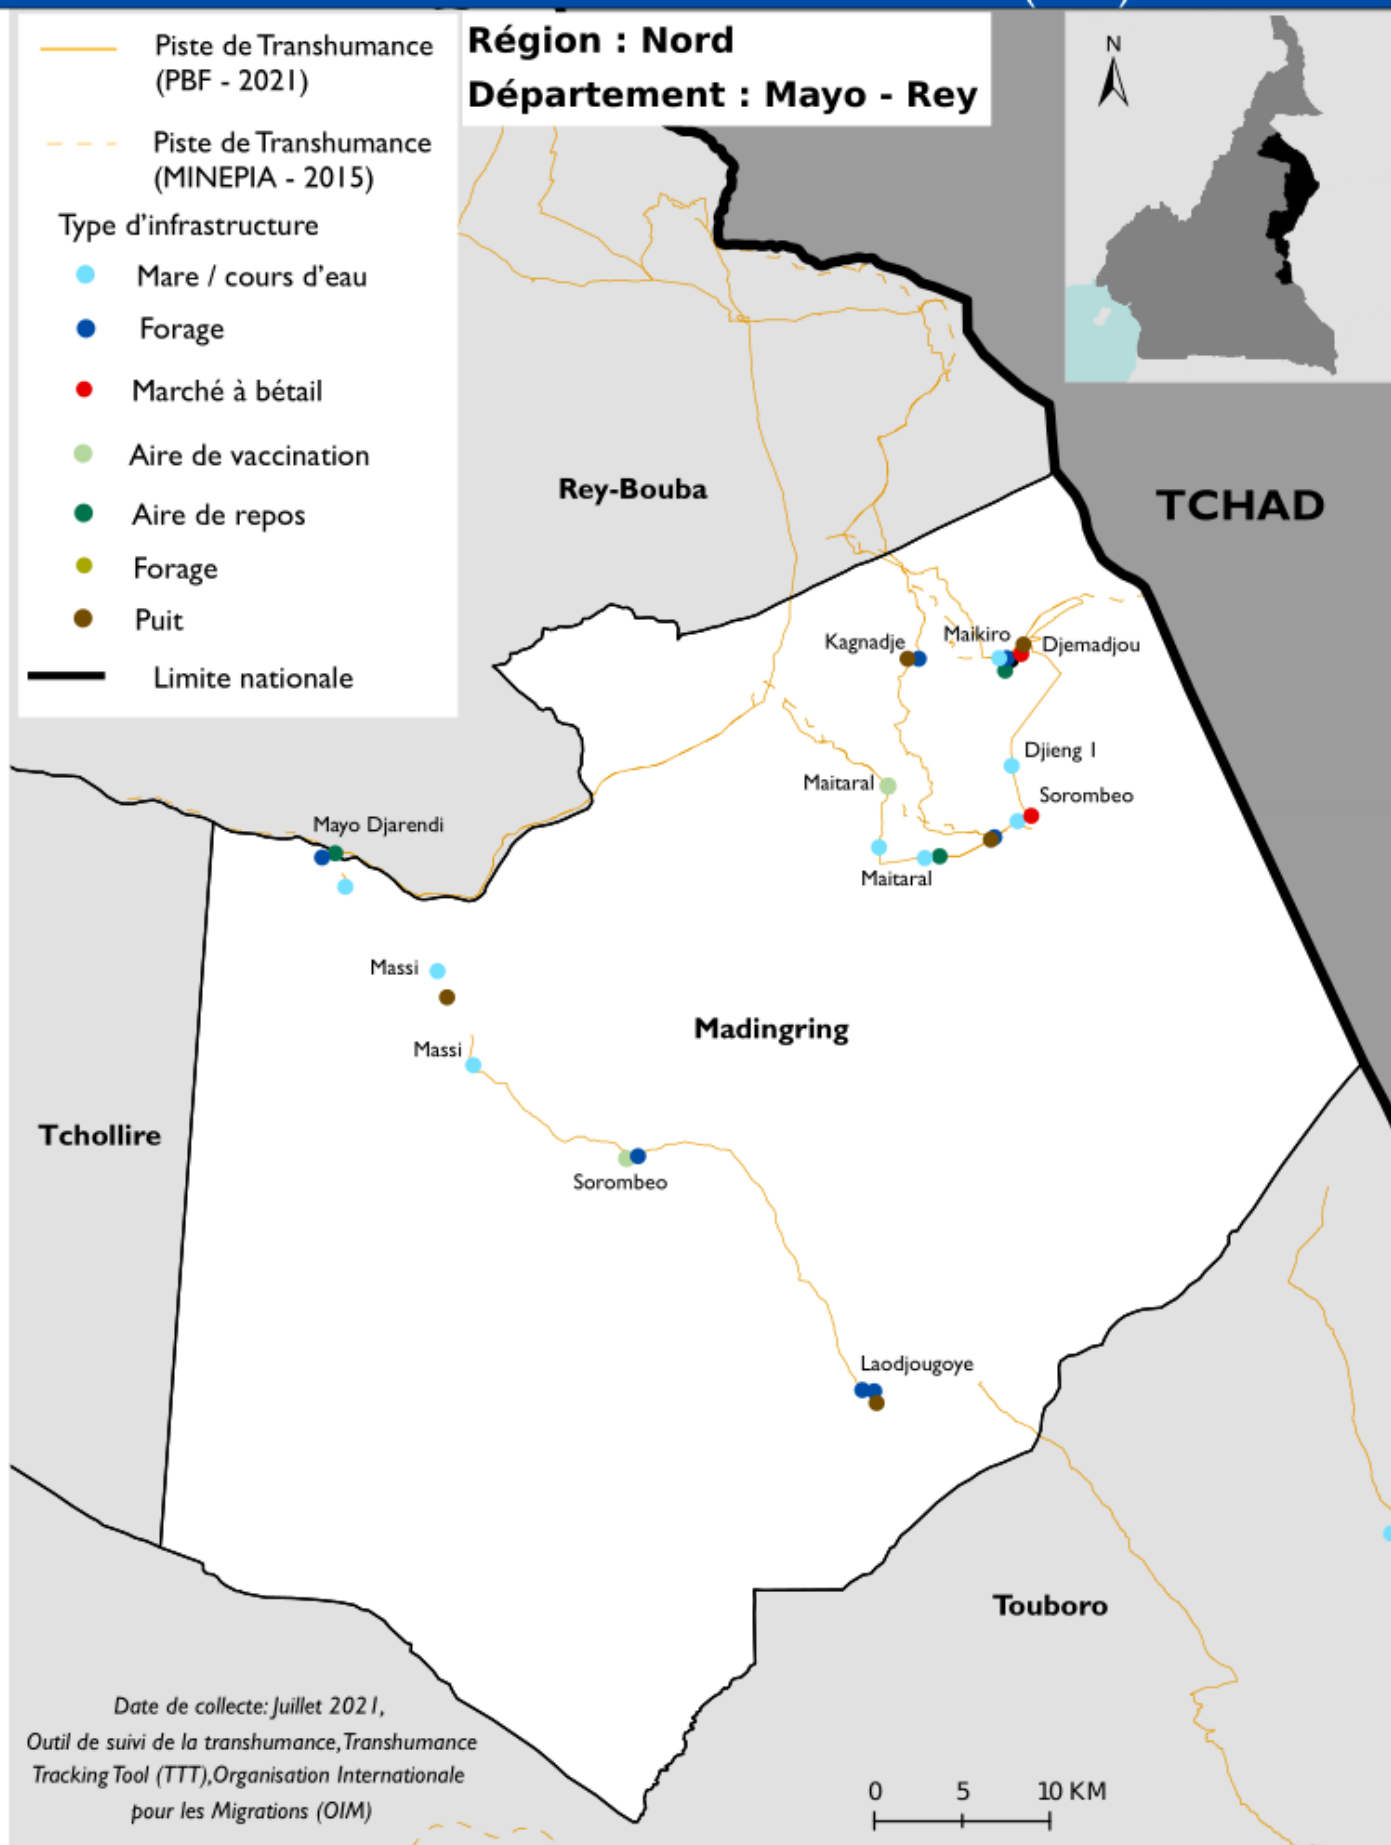 Piste de Transhumance
(PBF - 2021)
Piste de Transhumance
(MINEPIA - 2015)
Type d'infrastructure
Mare / cours d'eau
Forage
Marché à bétail
Aire de vaccination
Aire de repos
Forage
Puit
Limite nationale
Région : Nord
Département : Mayo - Rey
N
TCHAD
Rey-Bouba
Kagnadje
Maikiro
Djemadjou
Djieng 1
Maitaral
Sorombeo
Mayo Djarendi
Maitaral
Massi
Madingring
Massi
Tchollire
Sorombeo
Laodjougoye
Touboro
Date de collecte: Juillet 2021,
Outil de suivi de la transhumance, Transhumance
Tracking Tool (TTT), Organisation Internationale
pour les Migrations (OIM)
0 5 10 KM